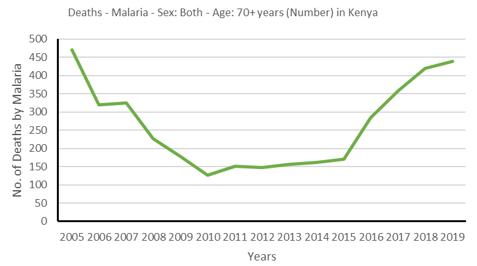 Deaths - Malaria - Sex: Both - Age: 70+ years (Number) in Kenya
No. of Deaths by Malaria
500
450
400
350
300
250
200
150
100
50
0
2005 2006 2007 2008 2009 2010 2011 2012 2013 2014 2015 2016 2017 2018 2019
Years